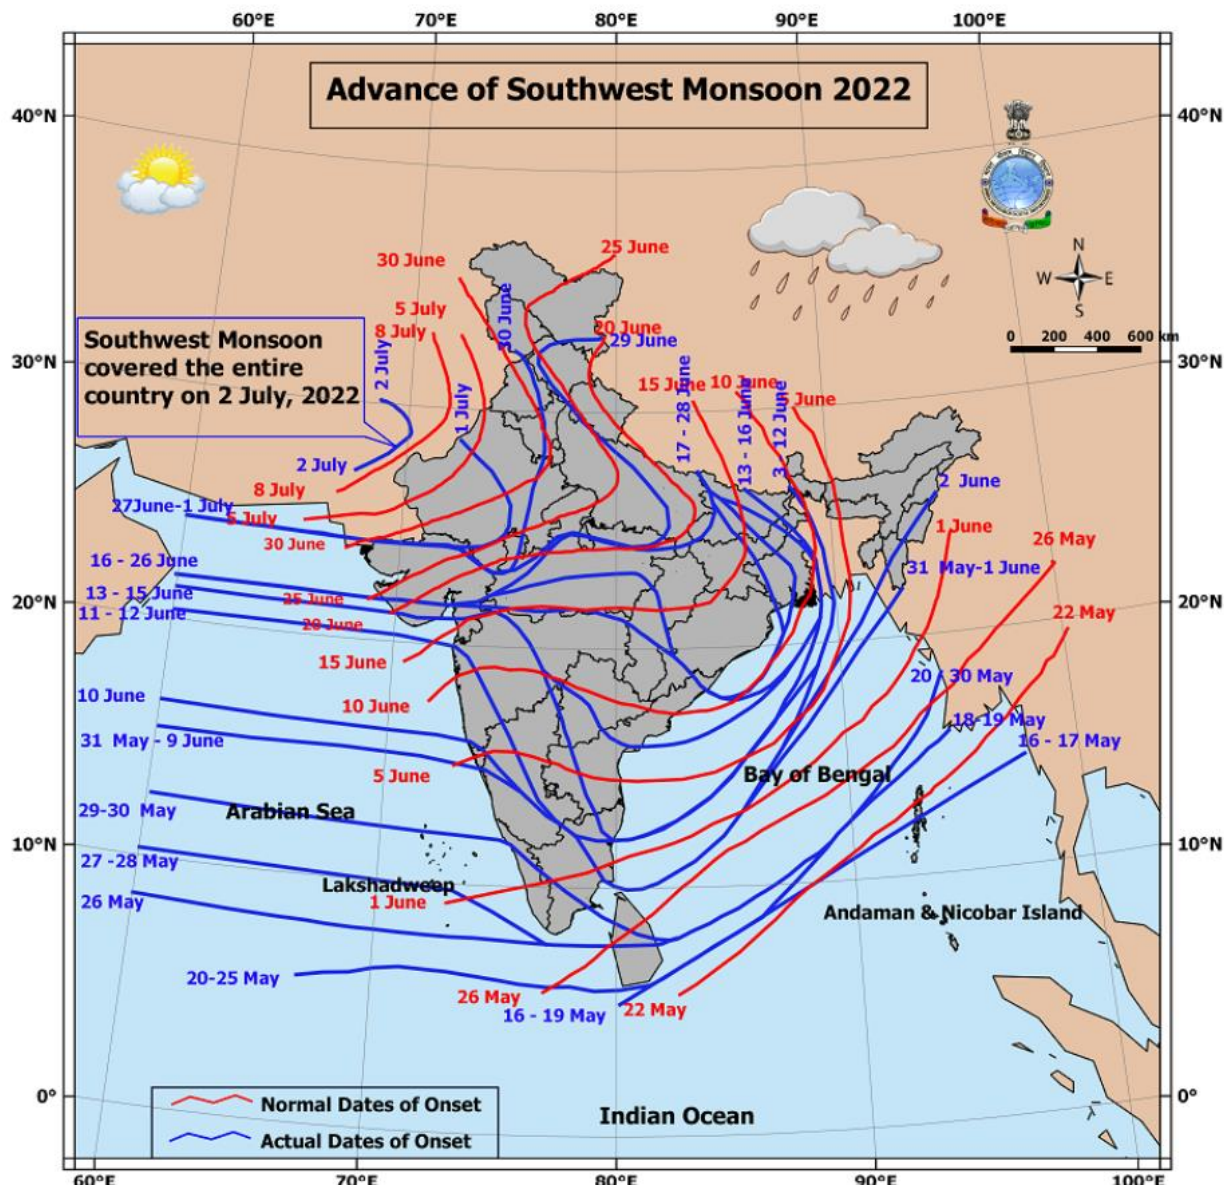 60°E 70°E 80°E 90°E 100°E
Advance of Southwest Monsoon 2022
40°N 40°N
N
W E
S
25 June
30 June
5 July
8 July
30 June
20 June
29 June
0 200 400 600 km
Southwest Monsoon
covered the entire
country on 2 July, 2022
2 July
30°N 30°N
15 June 10 June
5 June
1 July
17 - 28 June
13 - 16 June
3 - 12 June
2 July
8 July
2 June
27June-1 July
5 July
1 June
30 June
26 May
16 - 26 June
31 May-1 June
13 - 15 June
25 June
20°N 20°N
11 - 12 June
20 June
22 May
15 June
20 - 30 May
10 June
10 June
18-19 May
31 May - 9 June
16 - 17 May
5 June
Bay of Bengal
29-30 May
Arabian Sea
10°N 10°N
27 -28 May
Lakshadweep
26 May
1 June
Andaman & Nicobar Island
20-25 May
26 May
16 - 19 May
22 May
0° 0°
Normal Dates of Onset
Indian Ocean
Actual Dates of Onset
60°E 70°E 80°E 90°E 100°E